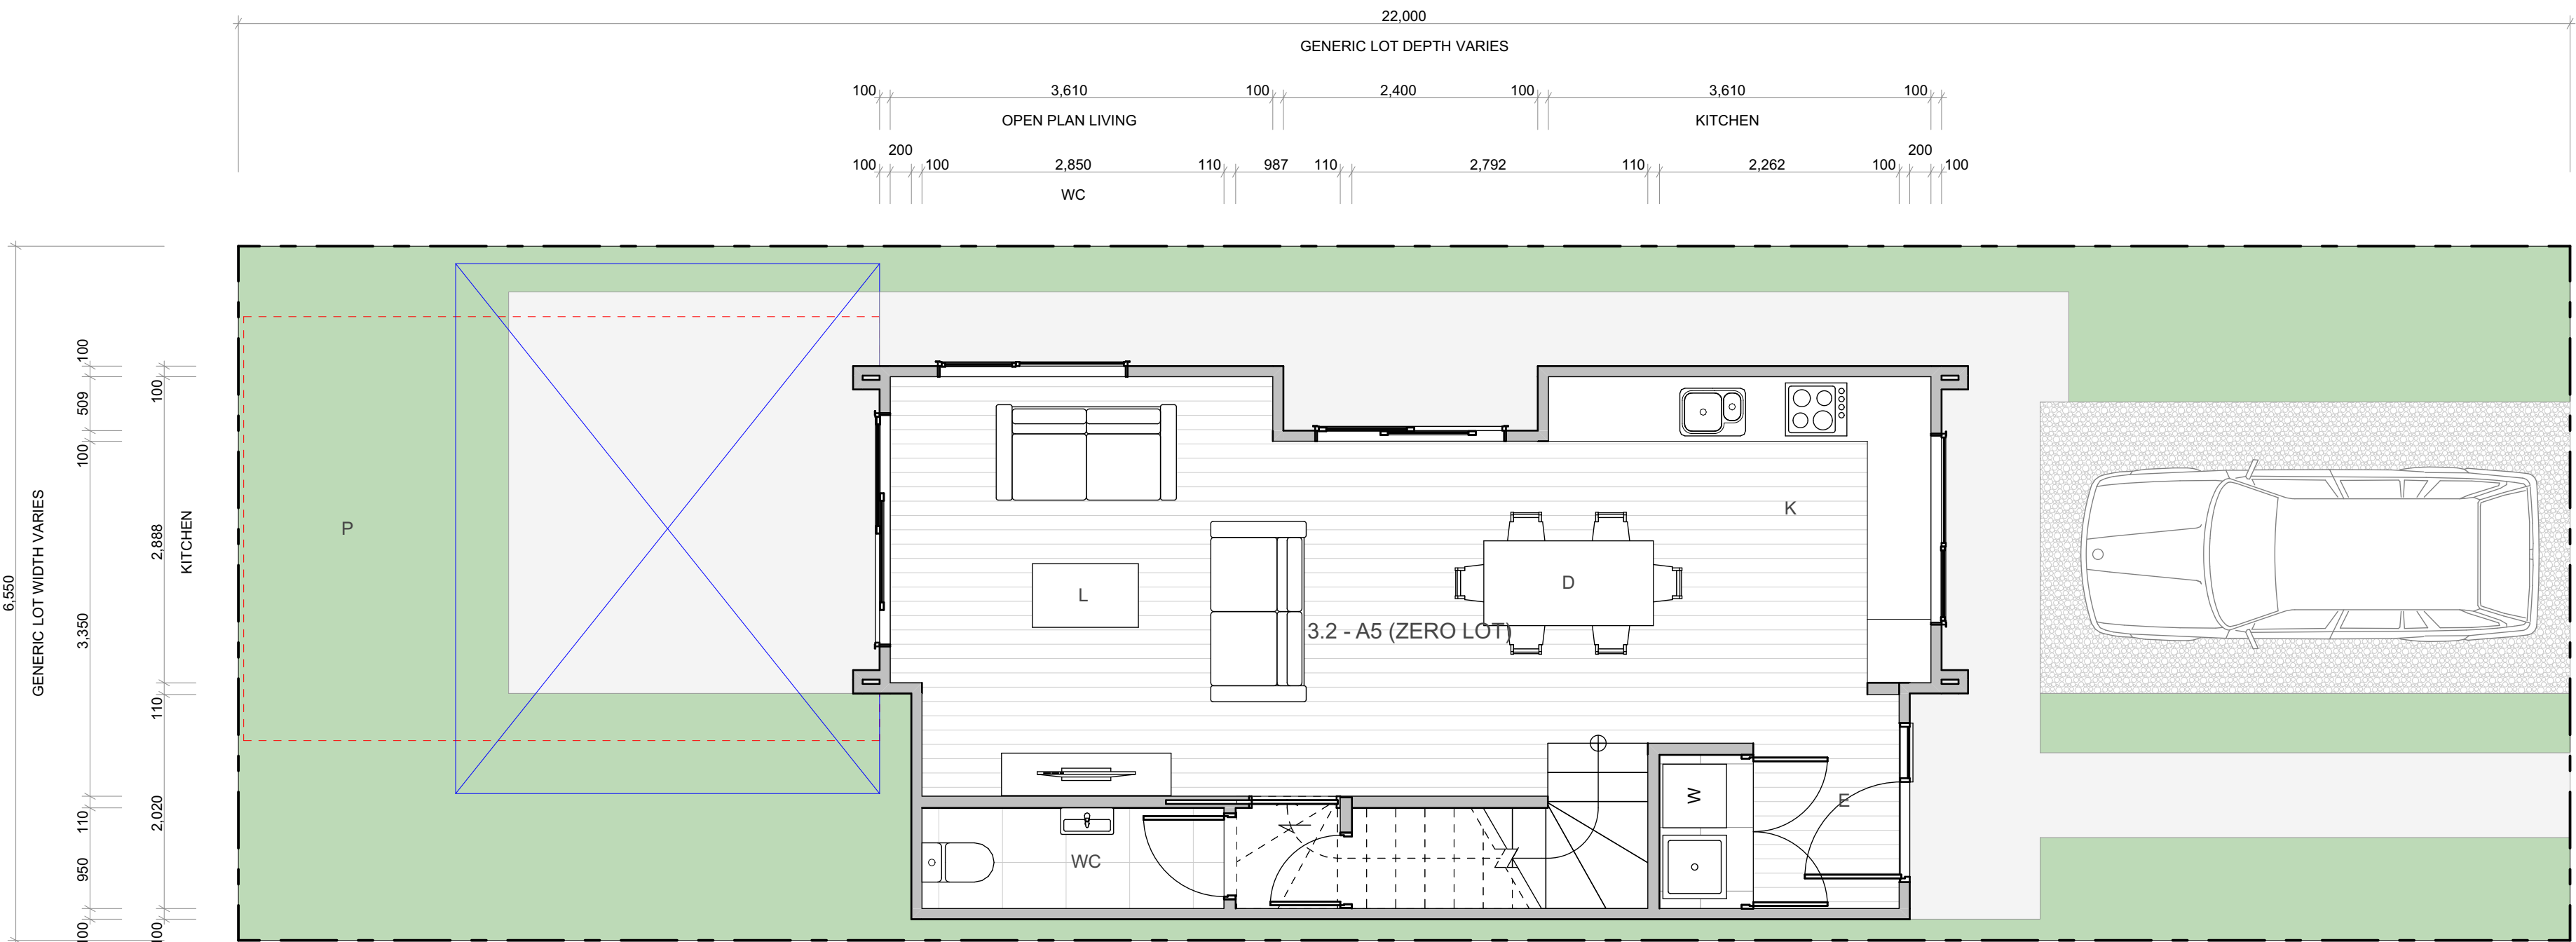 22,000
GENERIC LOT DEPTH VARIES
100 3,610 100 2,400 100 3,610 100
OPEN PLAN LIVING KITCHEN
200 200
100 100 2,850 110 987 110 2,792 110 2,262 100 100
WC
6,550
GENERIC LOT WIDTH VARIES
100
509
100
3,350
110
950
100
100
2,888
110
2,020
100
KITCHEN
P
K
L
D
3.2 - A5 (ZERO LOT)
W
E
WC